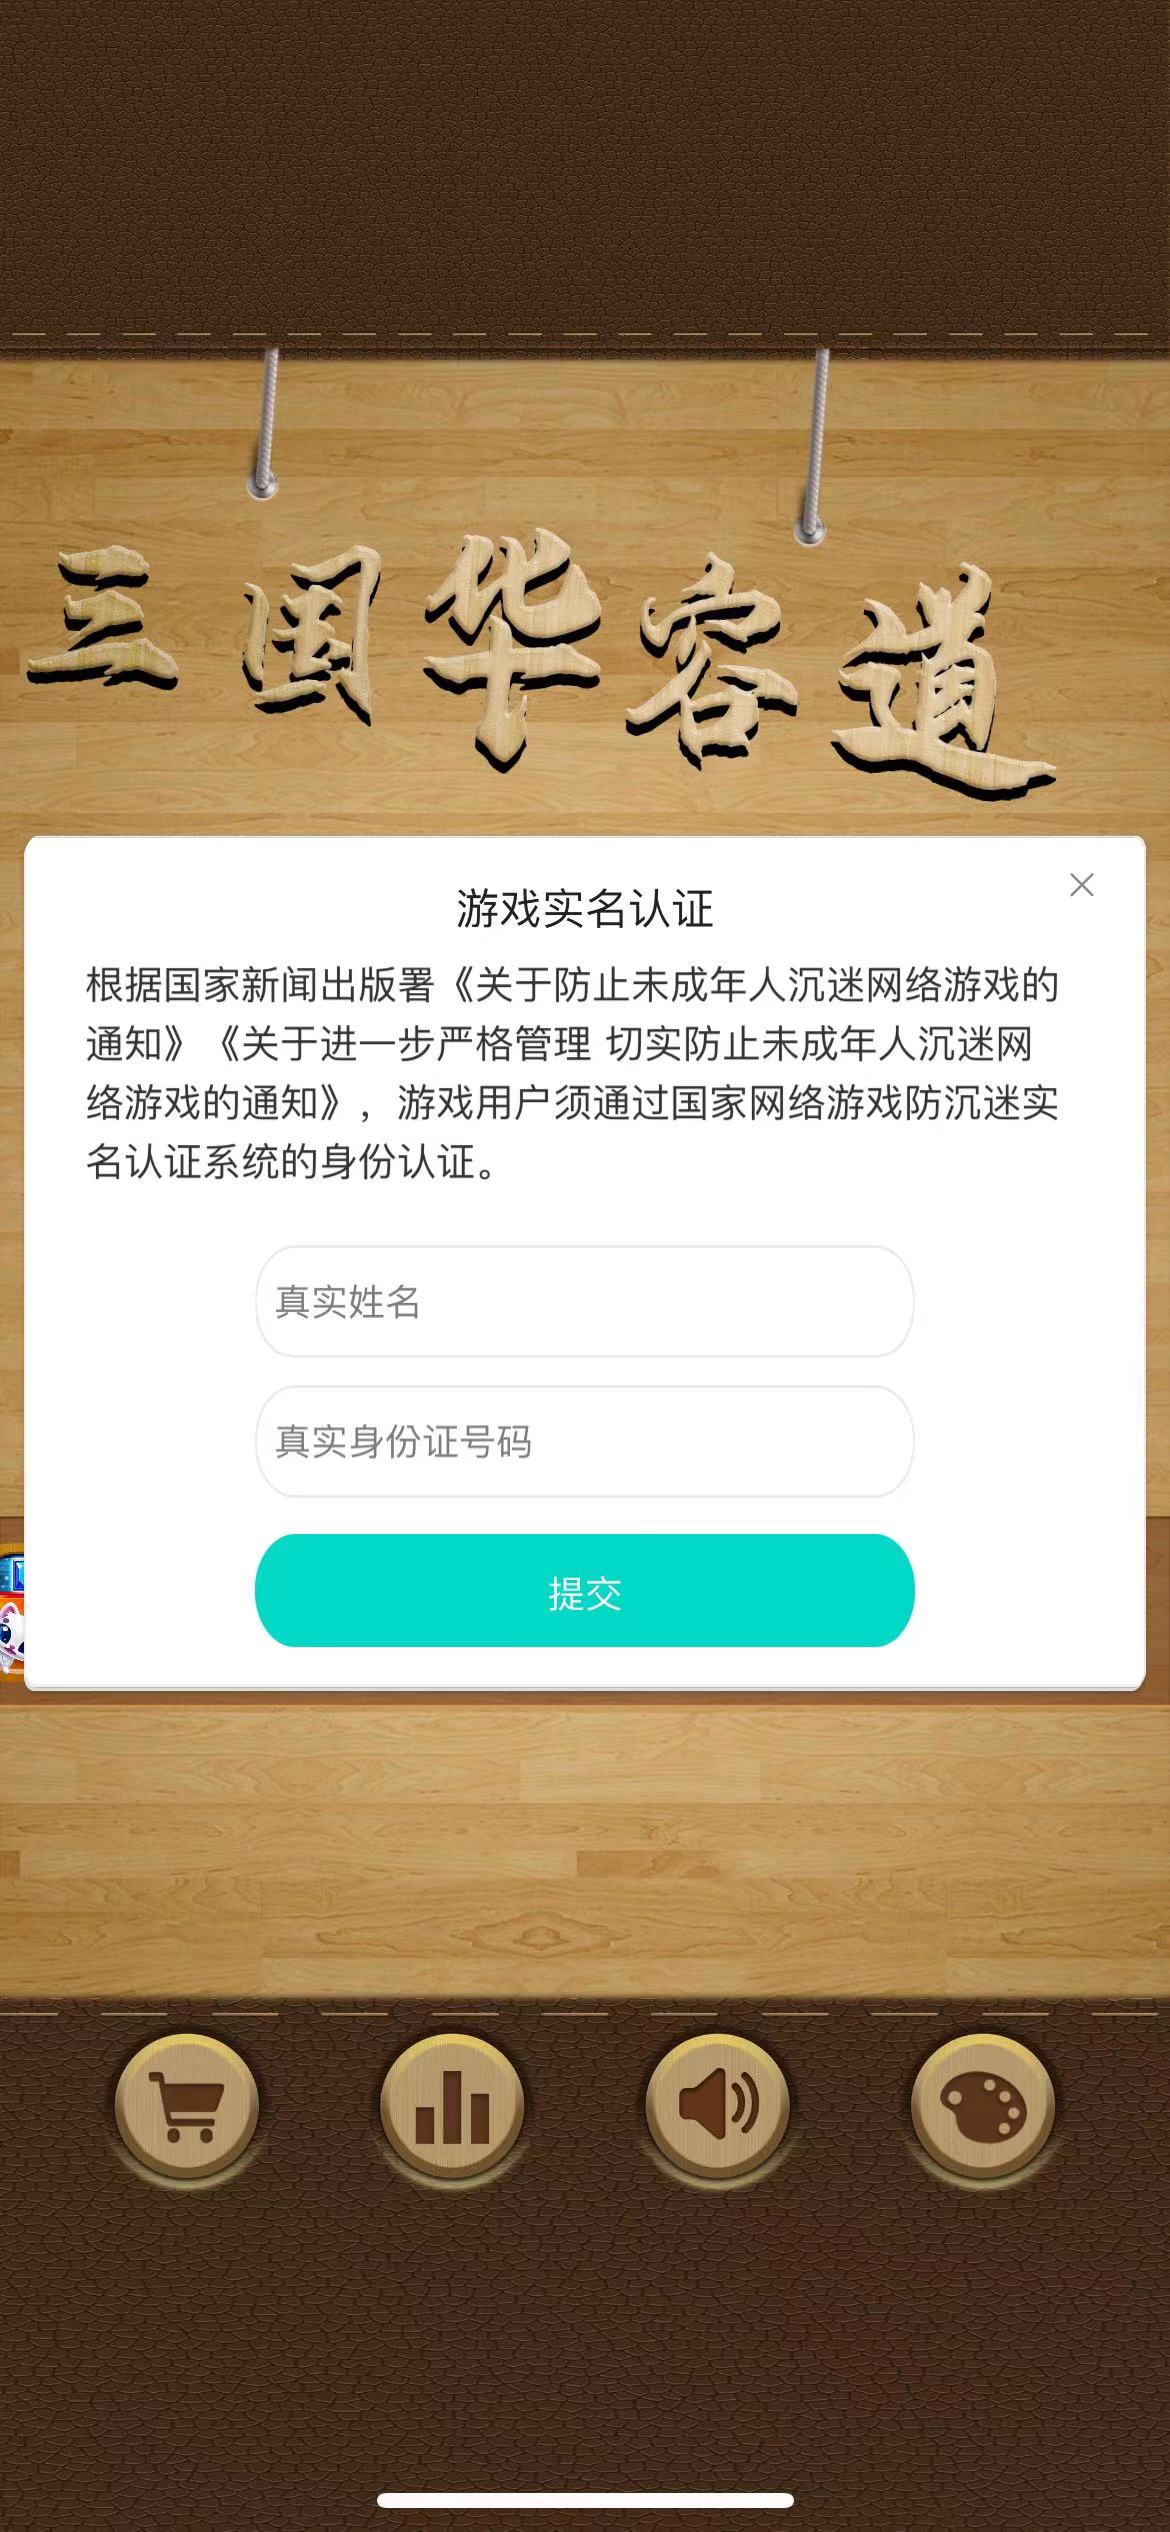 三国华容道
游戏实名认证
根据国家新闻出版署《关于防止未成年人沉迷网络游戏的
通知》《关于进一步严格管理 切实防止未成年人沉迷网
络游戏的通知》，游戏用户须通过国家网络游戏防沉迷实
名认证系统的身份认证。
真实姓名
真实身份证号码
提交